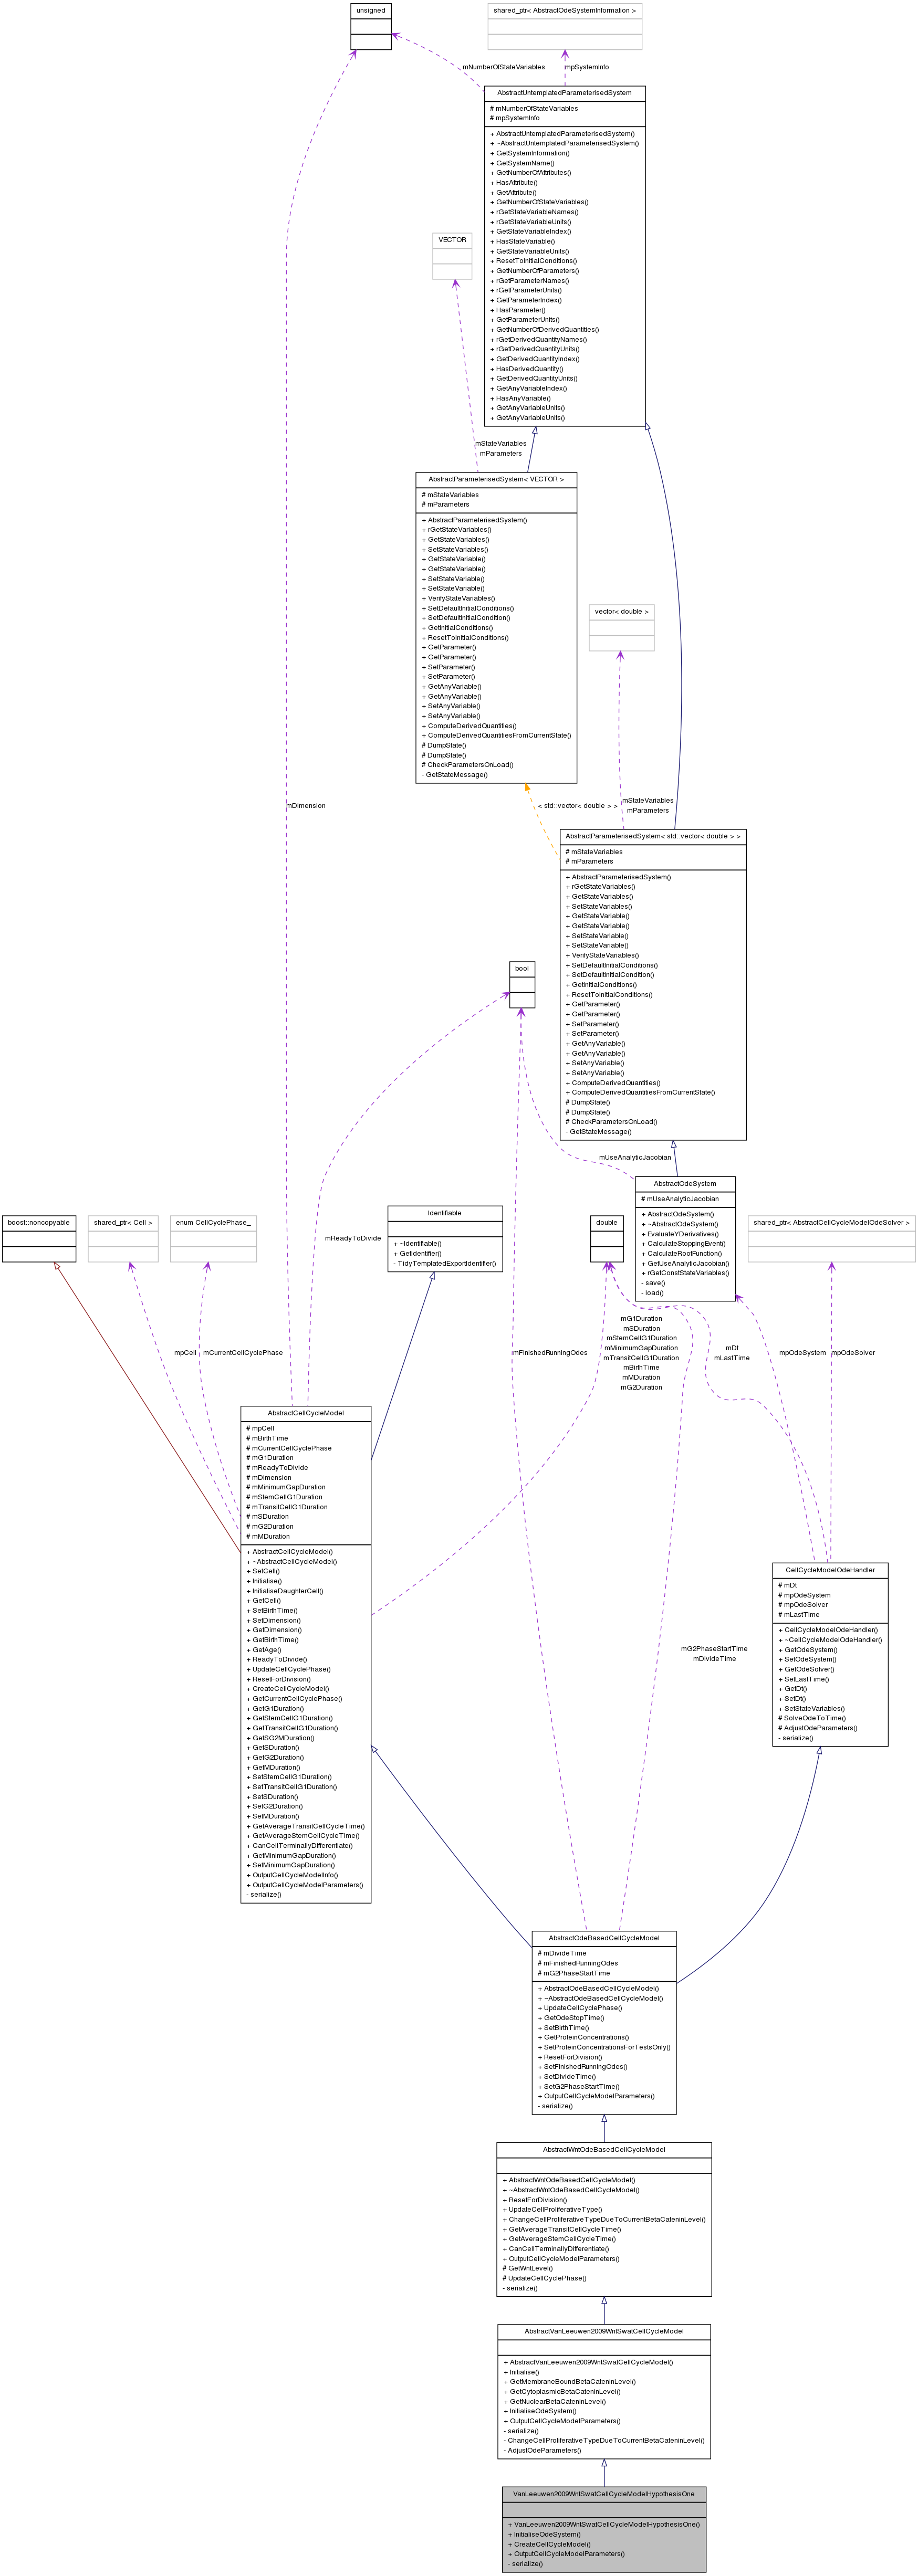 unsigned
shared_ptr< AbstractOdeSystemInformation >
mNumberOfStateVariables
mpSystemInfo
AbstractUntemplatedParameterisedSystem
# mNumberOfStateVariables
# mpSystemInfo
+ AbstractUntemplatedParameterisedSystem()
+ ~AbstractUntemplatedParameterisedSystem()
+ GetSystemInformation()
+ GetSystemName()
+ GetNumberOfAttributes()
+ HasAttribute()
+ GetAttribute()
+ GetNumberOfStateVariables()
+ rGetStateVariableNames()
+ rGetStateVariableUnits()
+ GetStateVariableIndex()
+ HasStateVariable()
+ GetStateVariableUnits()
+ ResetToInitialConditions()
+ GetNumberOfParameters()
+ rGetParameterNames()
+ rGetParameterUnits()
+ GetParameterIndex()
+ HasParameter()
+ GetParameterUnits()
+ GetNumberOfDerivedQuantities()
+ rGetDerivedQuantityNames()
+ rGetDerivedQuantityUnits()
+ GetDerivedQuantityIndex()
+ HasDerivedQuantity()
+ GetDerivedQuantityUnits()
+ GetAnyVariableIndex()
+ HasAnyVariable()
+ GetAnyVariableUnits()
+ GetAnyVariableUnits()
VECTOR
mStateVariables
mParameters
AbstractParameterisedSystem< VECTOR >
# mStateVariables
# mParameters
+ AbstractParameterisedSystem()
+ rGetStateVariables()
+ GetStateVariables()
+ SetStateVariables()
+ GetStateVariable()
+ GetStateVariable()
+ SetStateVariable()
+ SetStateVariable()
+ VerifyStateVariables()
+ SetDefaultInitialConditions()
+ SetDefaultInitialCondition()
+ GetInitialConditions()
+ ResetToInitialConditions()
+ GetParameter()
+ GetParameter()
+ SetParameter()
+ SetParameter()
+ GetAnyVariable()
+ GetAnyVariable()
+ SetAnyVariable()
+ SetAnyVariable()
+ ComputeDerivedQuantities()
+ ComputeDerivedQuantitiesFromCurrentState()
# DumpState()
# DumpState()
# CheckParametersOnLoad()
- GetStateMessage()
vector< double >
mDimension
< std::vector< double > >
mStateVariables
mParameters
AbstractParameterisedSystem< std::vector< double > >
# mStateVariables
# mParameters
+ AbstractParameterisedSystem()
+ rGetStateVariables()
+ GetStateVariables()
+ SetStateVariables()
+ GetStateVariable()
+ GetStateVariable()
+ SetStateVariable()
+ SetStateVariable()
+ VerifyStateVariables()
+ SetDefaultInitialConditions()
+ SetDefaultInitialCondition()
+ GetInitialConditions()
+ ResetToInitialConditions()
+ GetParameter()
+ GetParameter()
+ SetParameter()
+ SetParameter()
+ GetAnyVariable()
+ GetAnyVariable()
+ SetAnyVariable()
+ SetAnyVariable()
+ ComputeDerivedQuantities()
+ ComputeDerivedQuantitiesFromCurrentState()
# DumpState()
# DumpState()
# CheckParametersOnLoad()
- GetStateMessage()
bool
mUseAnalyticJacobian
AbstractOdeSystem
# mUseAnalyticJacobian
+ AbstractOdeSystem()
+ ~AbstractOdeSystem()
+ EvaluateYDerivatives()
+ CalculateStoppingEvent()
+ CalculateRootFunction()
+ GetUseAnalyticJacobian()
+ rGetConstStateVariables()
- save()
- load()
boost::noncopyable
shared_ptr< Cell >
enum CellCyclePhase_
mReadyToDivide
Identifiable
+ ~Identifiable()
+ GetIdentifier()
- TidyTemplatedExportIdentifier()
double
shared_ptr< AbstractCellCycleModelOdeSolver >
mpCell
mCurrentCellCyclePhase
mFinishedRunningOdes
mG1Duration
mSDuration
mStemCellG1Duration
mMinimumGapDuration
mTransitCellG1Duration
mBirthTime
mMDuration
mG2Duration
mDt
mLastTime
mpOdeSystem
mpOdeSolver
AbstractCellCycleModel
# mpCell
# mBirthTime
# mCurrentCellCyclePhase
# mG1Duration
# mReadyToDivide
# mDimension
# mMinimumGapDuration
# mStemCellG1Duration
# mTransitCellG1Duration
# mSDuration
# mG2Duration
# mMDuration
+ AbstractCellCycleModel()
+ ~AbstractCellCycleModel()
+ SetCell()
+ Initialise()
+ InitialiseDaughterCell()
+ GetCell()
+ SetBirthTime()
+ SetDimension()
+ GetDimension()
+ GetBirthTime()
+ GetAge()
+ ReadyToDivide()
+ UpdateCellCyclePhase()
+ ResetForDivision()
+ CreateCellCycleModel()
+ GetCurrentCellCyclePhase()
+ GetG1Duration()
+ GetStemCellG1Duration()
+ GetTransitCellG1Duration()
+ GetSG2MDuration()
+ GetSDuration()
+ GetG2Duration()
+ GetMDuration()
+ SetStemCellG1Duration()
+ SetTransitCellG1Duration()
+ SetSDuration()
+ SetG2Duration()
+ SetMDuration()
+ GetAverageTransitCellCycleTime()
+ GetAverageStemCellCycleTime()
+ CanCellTerminallyDifferentiate()
+ GetMinimumGapDuration()
+ SetMinimumGapDuration()
+ OutputCellCycleModelInfo()
+ OutputCellCycleModelParameters()
- serialize()
CellCycleModelOdeHandler
# mDt
# mpOdeSystem
# mpOdeSolver
# mLastTime
+ CellCycleModelOdeHandler()
+ ~CellCycleModelOdeHandler()
+ GetOdeSystem()
+ SetOdeSystem()
+ GetOdeSolver()
+ SetLastTime()
+ GetDt()
+ SetDt()
+ SetStateVariables()
# SolveOdeToTime()
# AdjustOdeParameters()
- serialize()
mG2PhaseStartTime
mDivideTime
AbstractOdeBasedCellCycleModel
# mDivideTime
# mFinishedRunningOdes
# mG2PhaseStartTime
+ AbstractOdeBasedCellCycleModel()
+ ~AbstractOdeBasedCellCycleModel()
+ UpdateCellCyclePhase()
+ GetOdeStopTime()
+ SetBirthTime()
+ GetProteinConcentrations()
+ SetProteinConcentrationsForTestsOnly()
+ ResetForDivision()
+ SetFinishedRunningOdes()
+ SetDivideTime()
+ SetG2PhaseStartTime()
+ OutputCellCycleModelParameters()
- serialize()
AbstractWntOdeBasedCellCycleModel
+ AbstractWntOdeBasedCellCycleModel()
+ ~AbstractWntOdeBasedCellCycleModel()
+ ResetForDivision()
+ UpdateCellProliferativeType()
+ ChangeCellProliferativeTypeDueToCurrentBetaCateninLevel()
+ GetAverageTransitCellCycleTime()
+ GetAverageStemCellCycleTime()
+ CanCellTerminallyDifferentiate()
+ OutputCellCycleModelParameters()
# GetWntLevel()
# UpdateCellCyclePhase()
- serialize()
AbstractVanLeeuwen2009WntSwatCellCycleModel
+ AbstractVanLeeuwen2009WntSwatCellCycleModel()
+ Initialise()
+ GetMembraneBoundBetaCateninLevel()
+ GetCytoplasmicBetaCateninLevel()
+ GetNuclearBetaCateninLevel()
+ InitialiseOdeSystem()
+ OutputCellCycleModelParameters()
- serialize()
- ChangeCellProliferativeTypeDueToCurrentBetaCateninLevel()
- AdjustOdeParameters()
VanLeeuwen2009WntSwatCellCycleModelHypothesisOne
+ VanLeeuwen2009WntSwatCellCycleModelHypothesisOne()
+ InitialiseOdeSystem()
+ CreateCellCycleModel()
+ OutputCellCycleModelParameters()
- serialize()